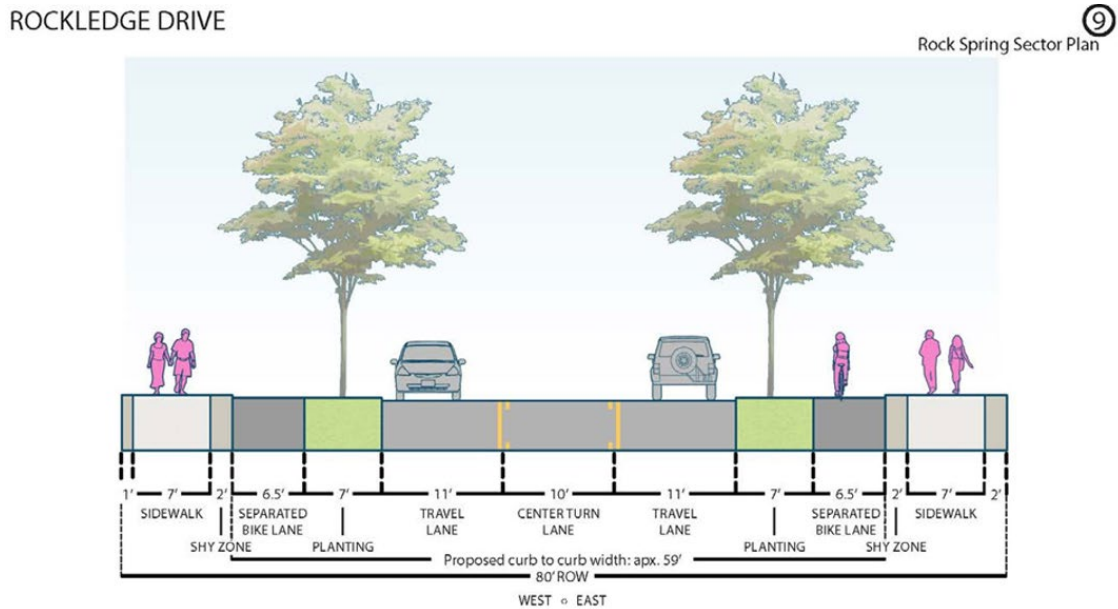 ROCKLEDGE DRIVE
9
Rock Spring Sector Plan
1' 7' 2' 6.5' 7' 11' 10' 11' 7' 6.5' 2' 7' 2'
SIDEWALK SEPARATED TRAVEL CENTER TURN TRAVEL SEPARATED SIDEWALK
BIKE LANE LANE LANE LANE BIKE LANE
SHY ZONE PLANTING PLANTING SHY ZONE
Proposed curb to curb width: apx. 59'
80' ROW
WEST EAST